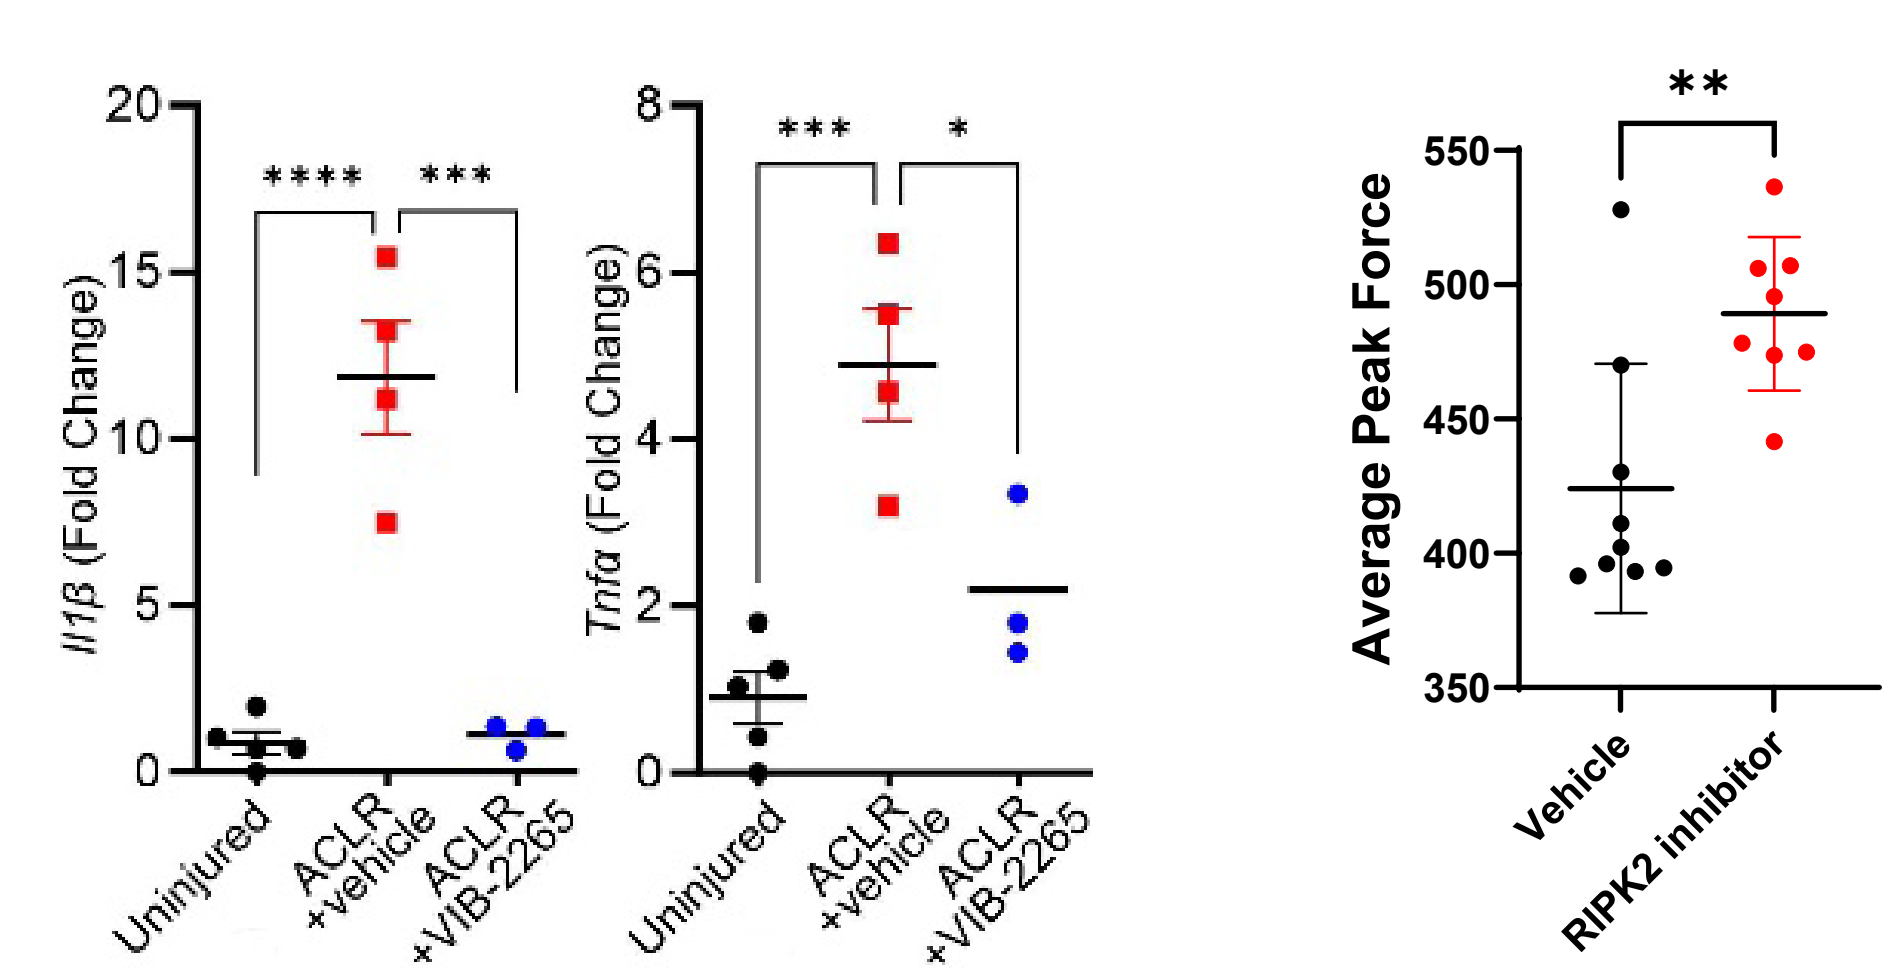 20
15
10
5
0
Il1β (Fold Change)
****
***
Uninjured
ACLR
+vehicle
ACLR
+VIB-2265
8
6
4
2
0
Tnfα (Fold Change)
***
*
Uninjured
ACLR
+vehicle
ACLR
+VIB-2265
550
500
450
400
350
Average Peak Force
**
Vehicle
RIPK2 inhibitor